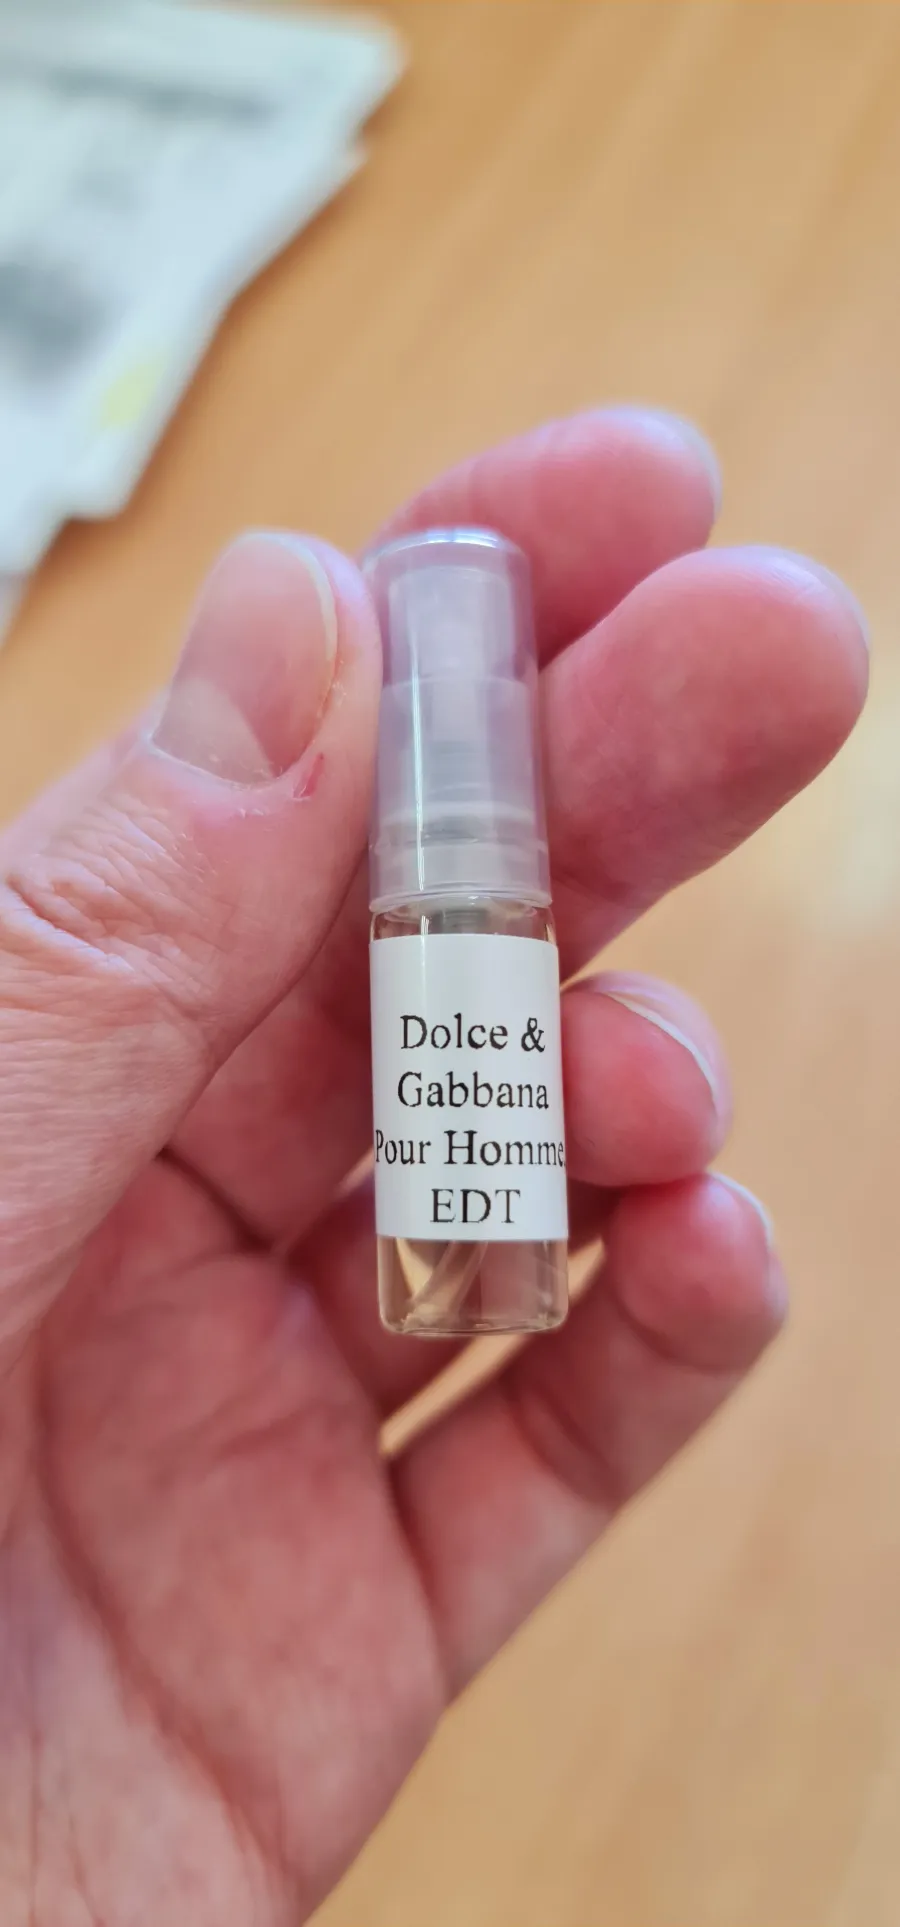 Dolce &
Gabbana
Pour Homme
EDT